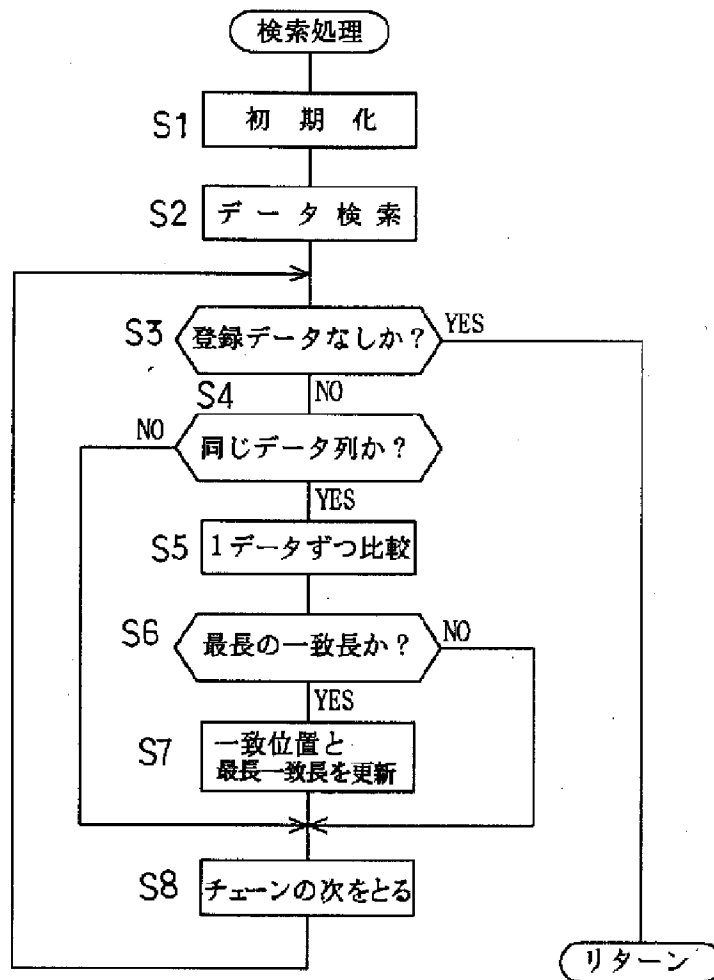 検索処理
S1 初期化
S2 データ検索
S3 登録データなしか? YES
NO
S4
NO 同じデータ列か?
YES
S5 1データずつ比較
S6 最長の一致長か? NO
YES
S7 一致位置と
最長一致長を更新
S8 チェーンの次をとる
リターン